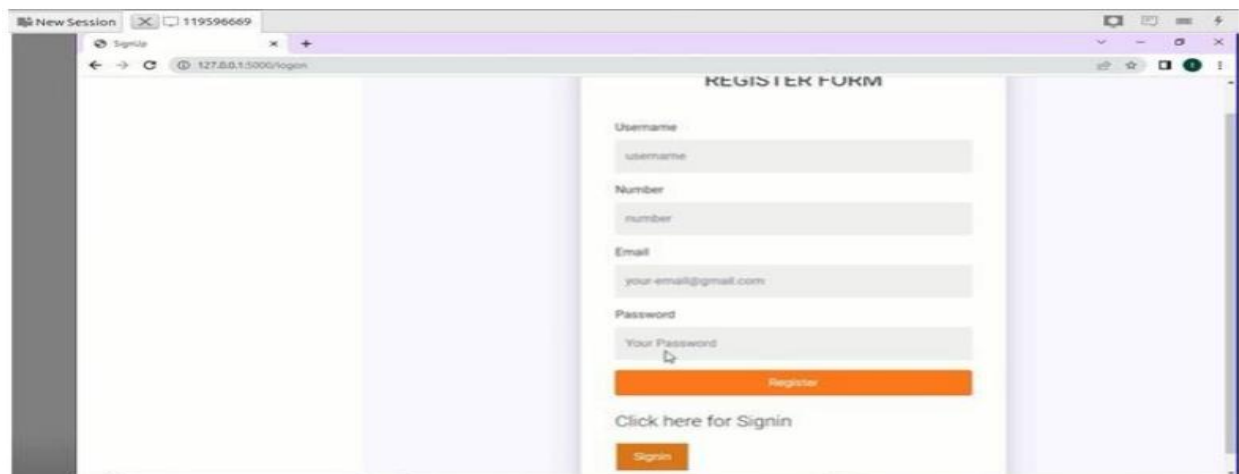 New Session
119596669
SignUp
127.0.0.1:5000/logon
REGISTER FORM
Username
username
Number
number
Email
your-email@gmail.com
Password
Your Password
Register
Click here for Signin
Signin